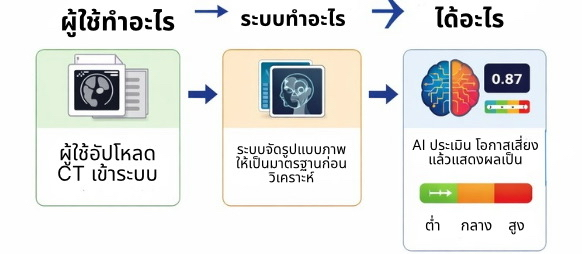 ผู้ใช้ทำอะไร
ระบบทำอะไร
ได้อะไร
ผู้ใช้อัปโหลด
CT เข้าระบบ
ระบบจัดรูปแบบภาพ
ให้เป็นมาตรฐานก่อน
วิเคราะห์
0.87
AI ประเมิน โอกาสเสี่ยง
แล้วแสดงผลเป็น
ต่ำ กลาง สูง